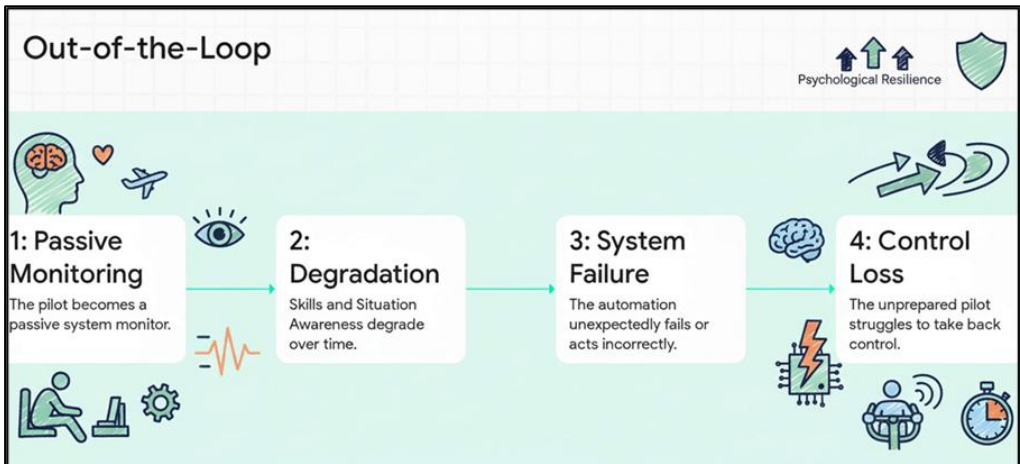 Out-of-the-Loop
Psychological Resilience
1: Passive
Monitoring
The pilot becomes a
passive system monitor.
2:
Degradation
Skills and Situation
Awareness degrade
over time.
3: System
Failure
The automation
unexpectedly fails or
acts incorrectly.
4: Control
Loss
The unprepared pilot
struggles to take back
control.